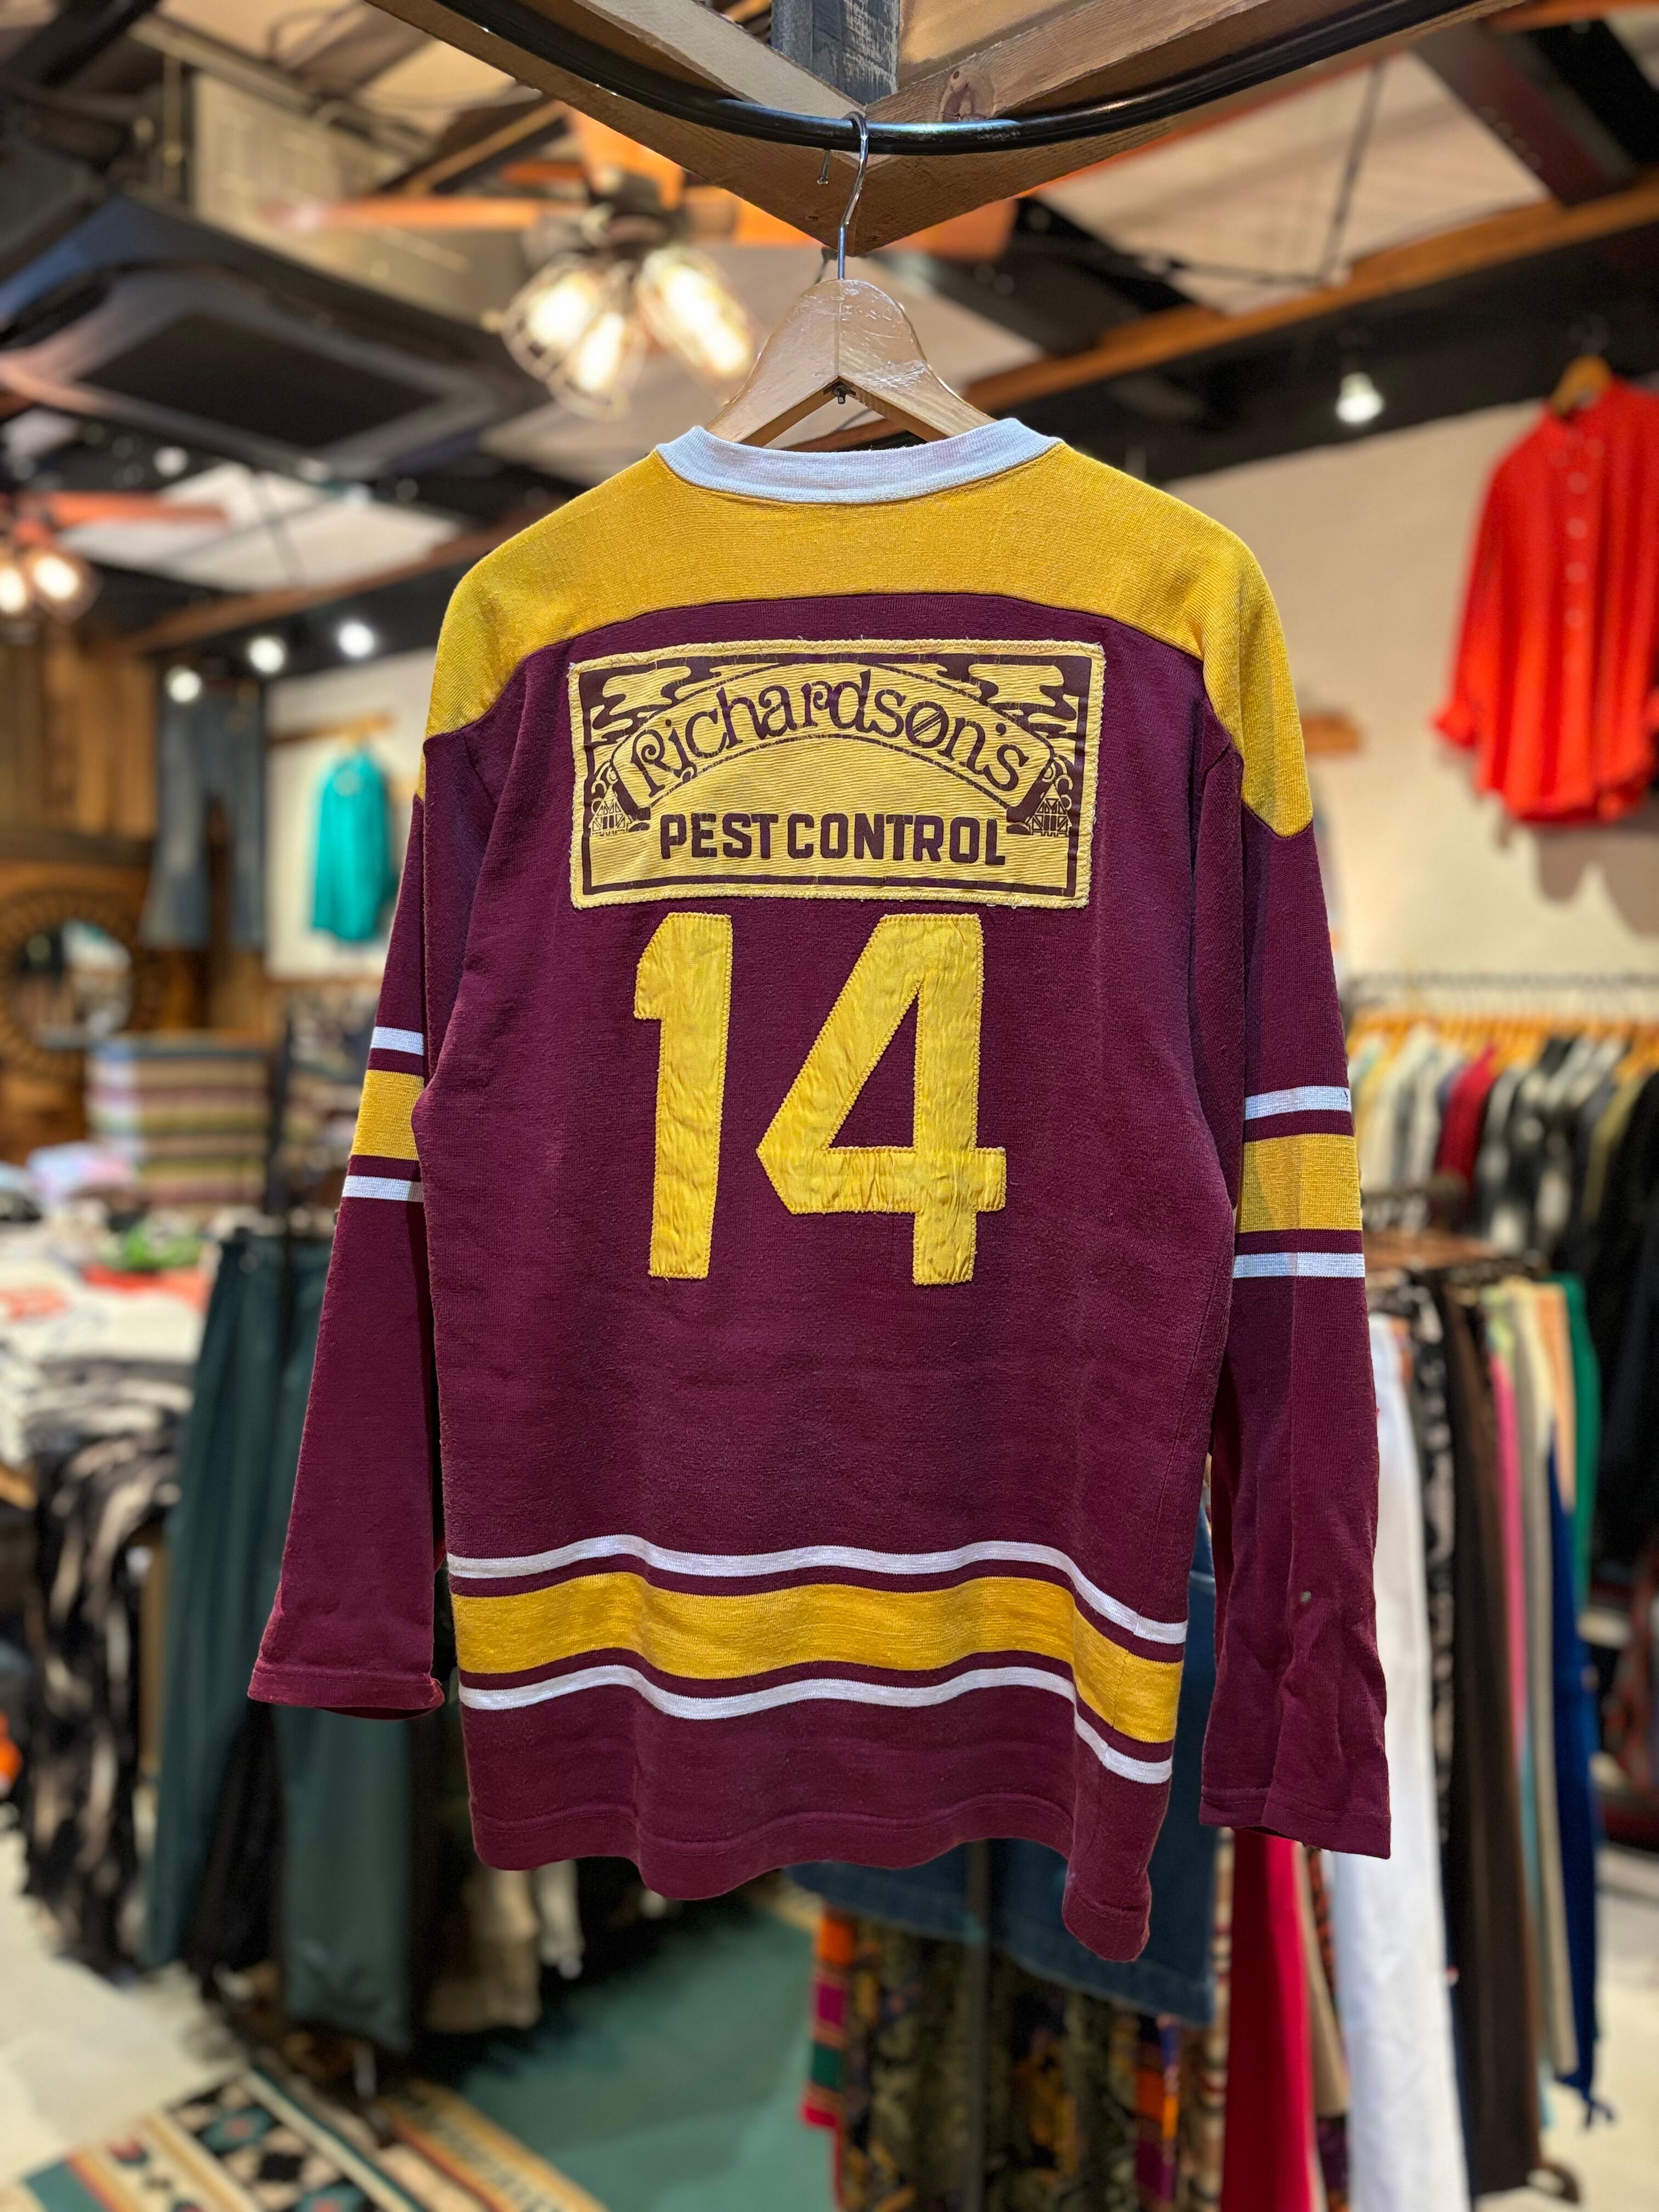 Richardson's
PEST CONTROL
14